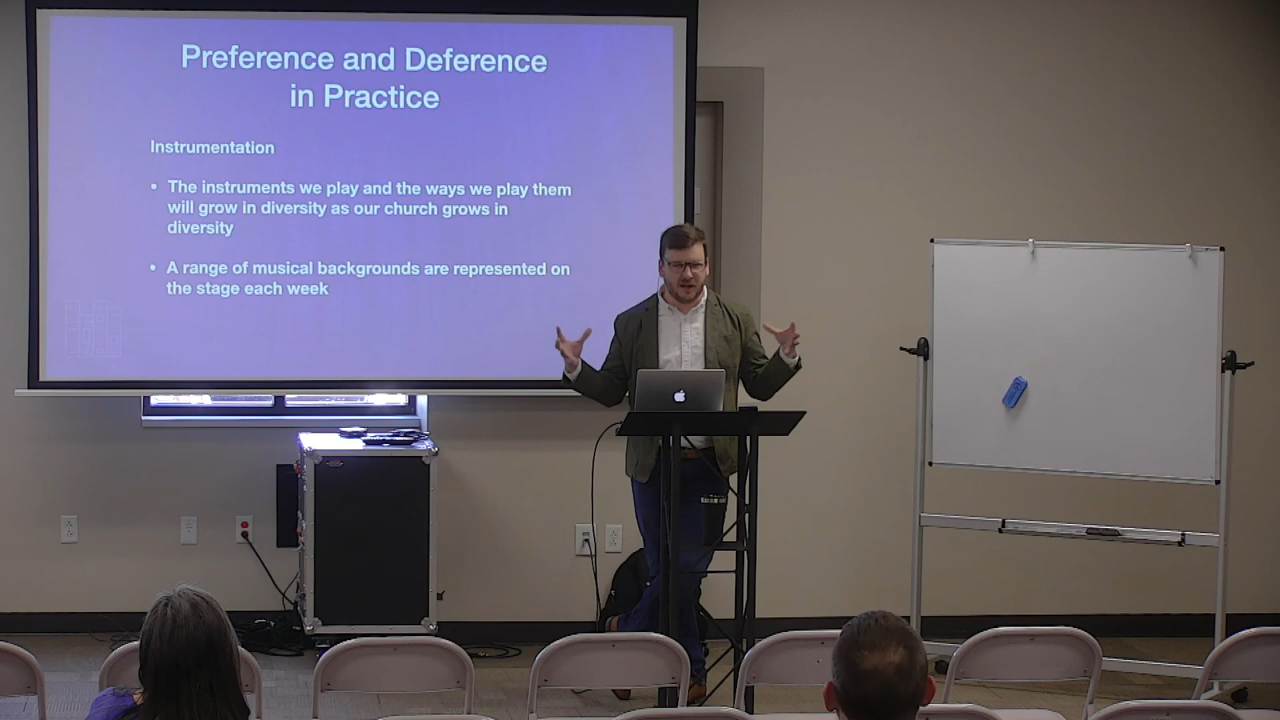 Preference and Deference
in Practice
Instrumentation
• The instruments we play and the ways we play them
will grow in diversity as our church grows in
diversity
• A range of musical backgrounds are represented on
the stage each week